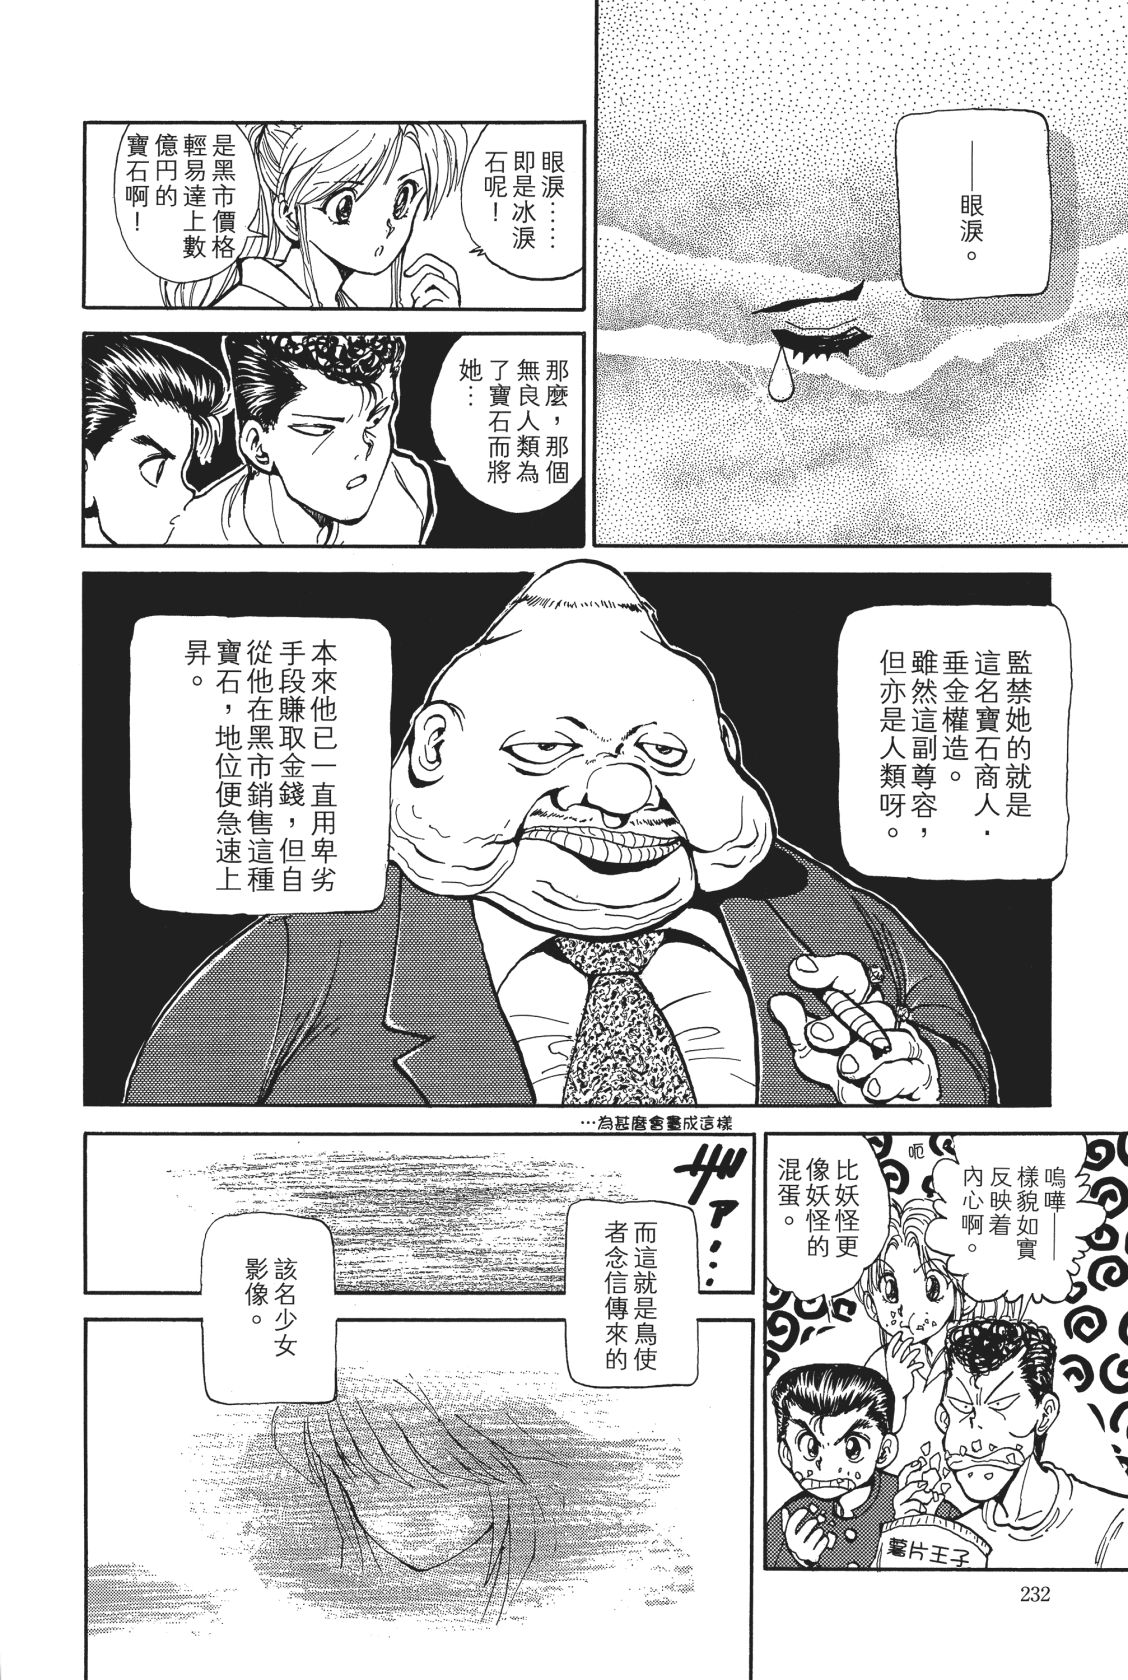 ──眼淚。
眼淚……
即是冰淚
石呢！
是黑市價格
輕易達上數
億円的
寶石啊！
那麼，那個
無良人類為
了寶石而將
她…
監禁她的就是
這名寶石商人．
垂金權造。
雖然這副尊容，
但亦是人類呀。
本來他已一直用卑劣
手段賺取金錢，但自
從他在黑市銷售這種
寶石，地位便急速上
昇。
…為甚麼會畫成這樣
嗚嘩──
樣貌如實
反映着
內心啊。
呃
比妖怪更
像妖怪的
混蛋。
薯片王子
ザァ…
而這就是鳥使
者念信傳來的
該名少女
影像。
232